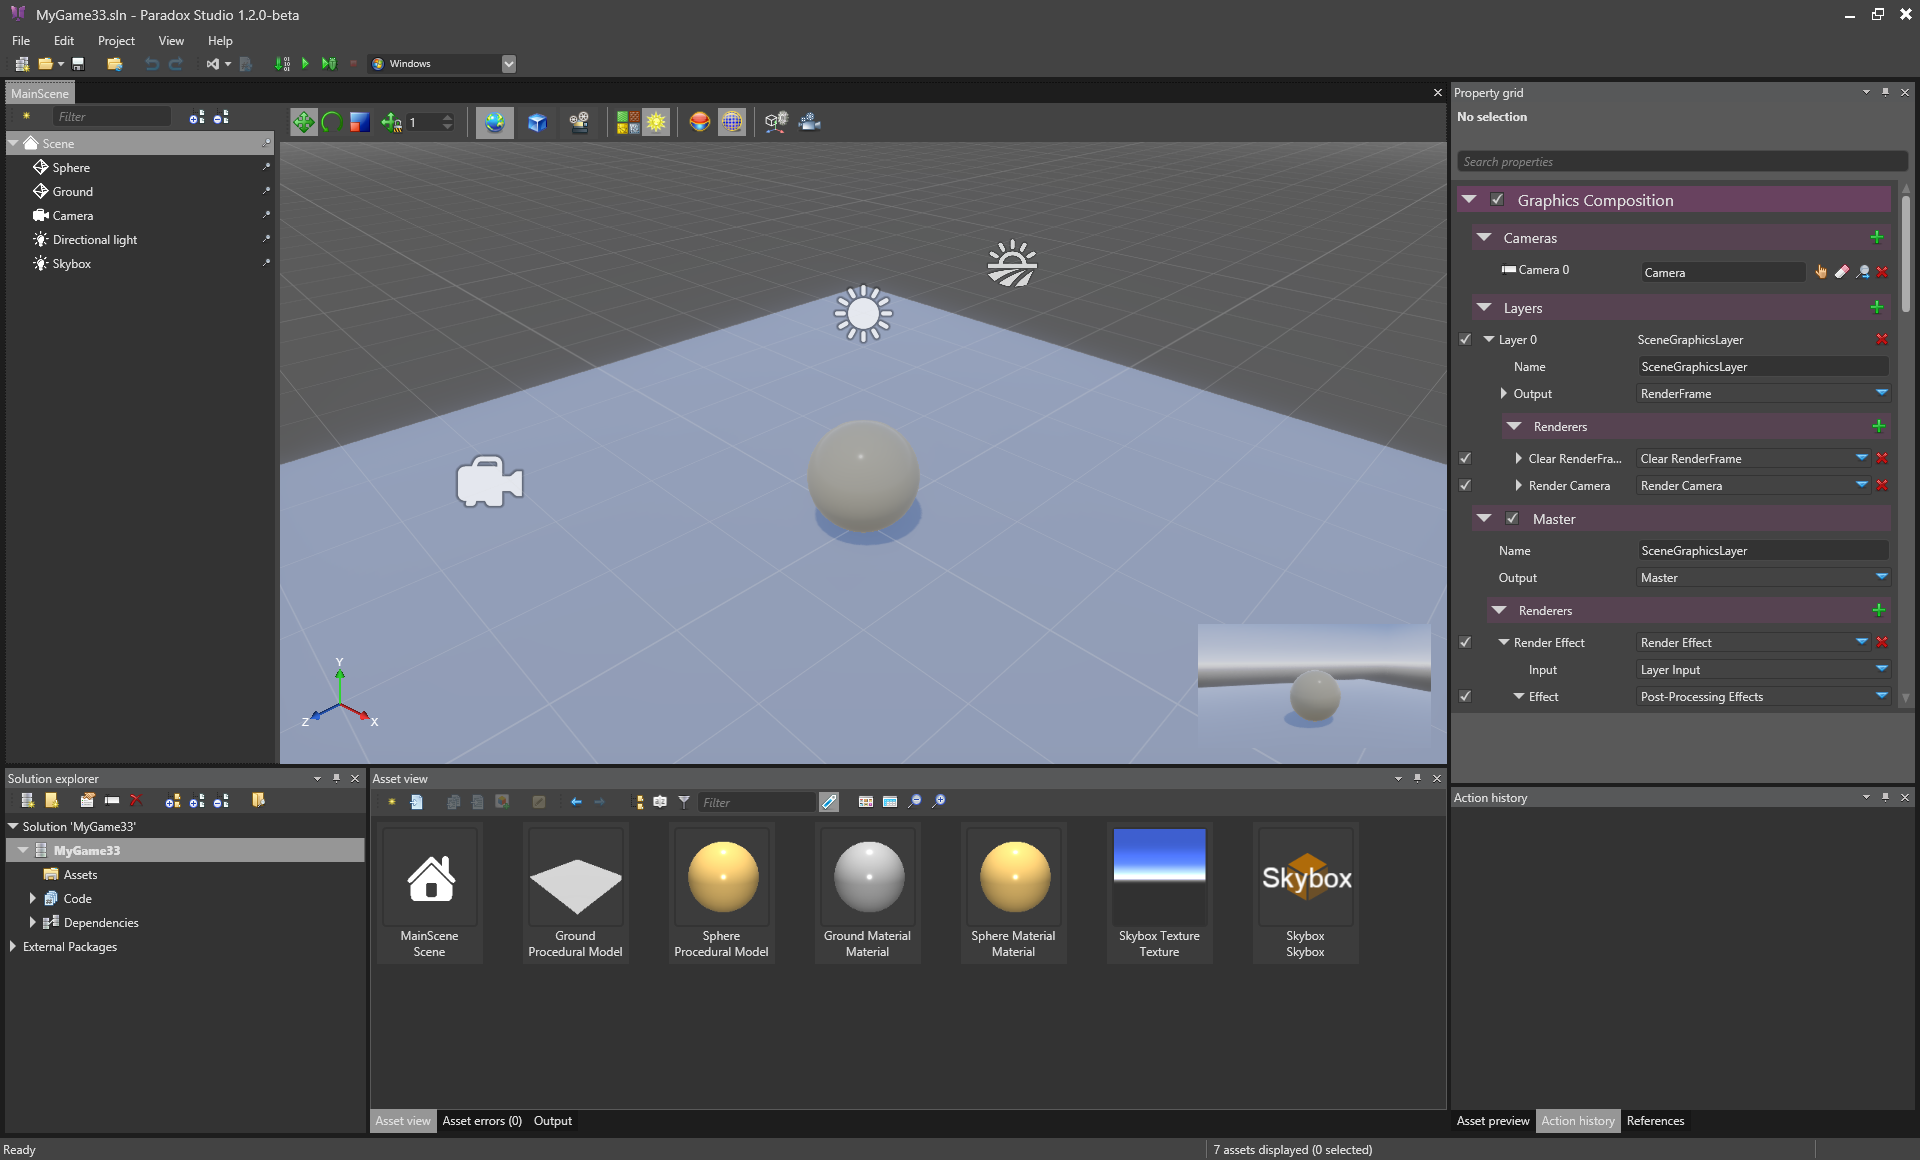 MyGame33.sln - Paradox Studio 1.2.0-beta
File Edit Project View Help
Windows
MainScene
Filter
1
Scene
Sphere
Ground
Camera
Directional light
Skybox
Y
Z
X
Property grid
No selection
Search properties
Graphics Composition
Cameras
Camera 0 Camera
Layers
Layer 0 SceneGraphicsLayer
Name SceneGraphicsLayer
Output RenderFrame
Renderers
Clear RenderFra... Clear RenderFrame
Render Camera Render Camera
Master
Name SceneGraphicsLayer
Output Master
Renderers
Render Effect Render Effect
Input Layer Input
Effect Post-Processing Effects
Solution explorer
Solution 'MyGame33'
MyGame33
Assets
Code
Dependencies
External Packages
Asset view
Filter
MainScene
Scene
Ground
Procedural Model
Sphere
Procedural Model
Ground Material
Material
Sphere Material
Material
Skybox Texture
Texture
Skybox
Skybox
Skybox
Asset view Asset errors (0) Output
Action history
Asset preview Action history References
Ready
7 assets displayed (0 selected)